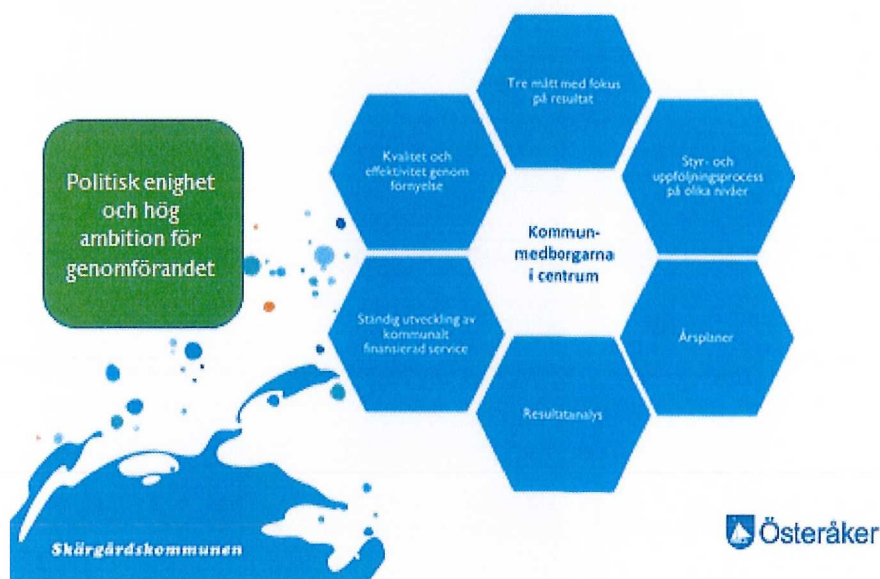 Politisk enighet
och hög
ambition för
genomförandet
Tre mått med fokus
på resultat
Kvalitet och
effektivitet genom
förnyelse
Styr- och
uppföljningsprocess
på olika nivåer
Kommun-
medborgarna
i centrum
Ständig utveckling av
kommunalt
finansierad service
Årsplaner
Resultatanalys
Skärgårdskommunen
Österåker